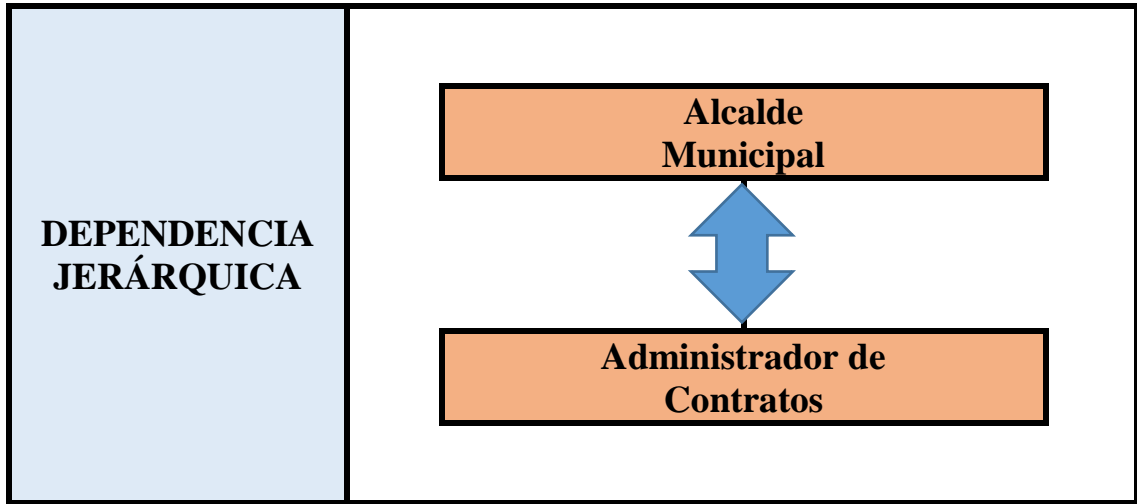 DEPENDENCIA
JERÁRQUICA
Alcalde
Municipal
Administrador de
Contratos